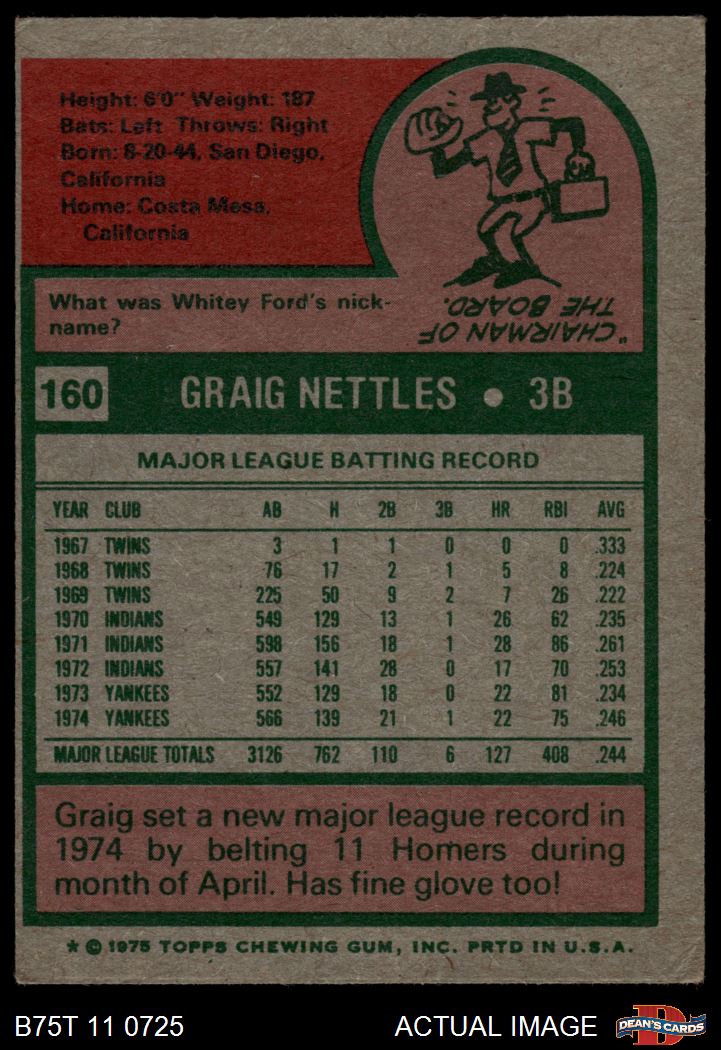 Height: 6'0" Weight: 187
Bats: Left Throws: Right
Born: 8-20-44, San Diego,
California
Home: Costa Mesa,
California
What was Whitey Ford's nick-
name?
"CHAIRMAN OF
THE BOARD.
160 GRAIG NETTLES • 3B
MAJOR LEAGUE BATTING RECORD
YEAR CLUB AB H 2B 3B HR RBI AVG
1967 TWINS 3 1 1 0 0 0 .333
1968 TWINS 76 17 2 1 5 8 .224
1969 TWINS 225 50 9 2 7 26 .222
1970 INDIANS 549 129 13 1 26 62 .235
1971 INDIANS 598 156 18 1 28 86 .261
1972 INDIANS 557 141 28 0 17 70 .253
1973 YANKEES 552 129 18 0 22 81 .234
1974 YANKEES 566 139 21 1 22 75 .246
MAJOR LEAGUE TOTALS 3126 762 110 6 127 408 .244
Graig set a new major league record in
1974 by belting 11 Homers during
month of April. Has fine glove too!
* © 1975 TOPPS CHEWING GUM, INC. PRTD IN U.S.A.
B75T 11 0725 ACTUAL IMAGE D DEAN'S CARDS